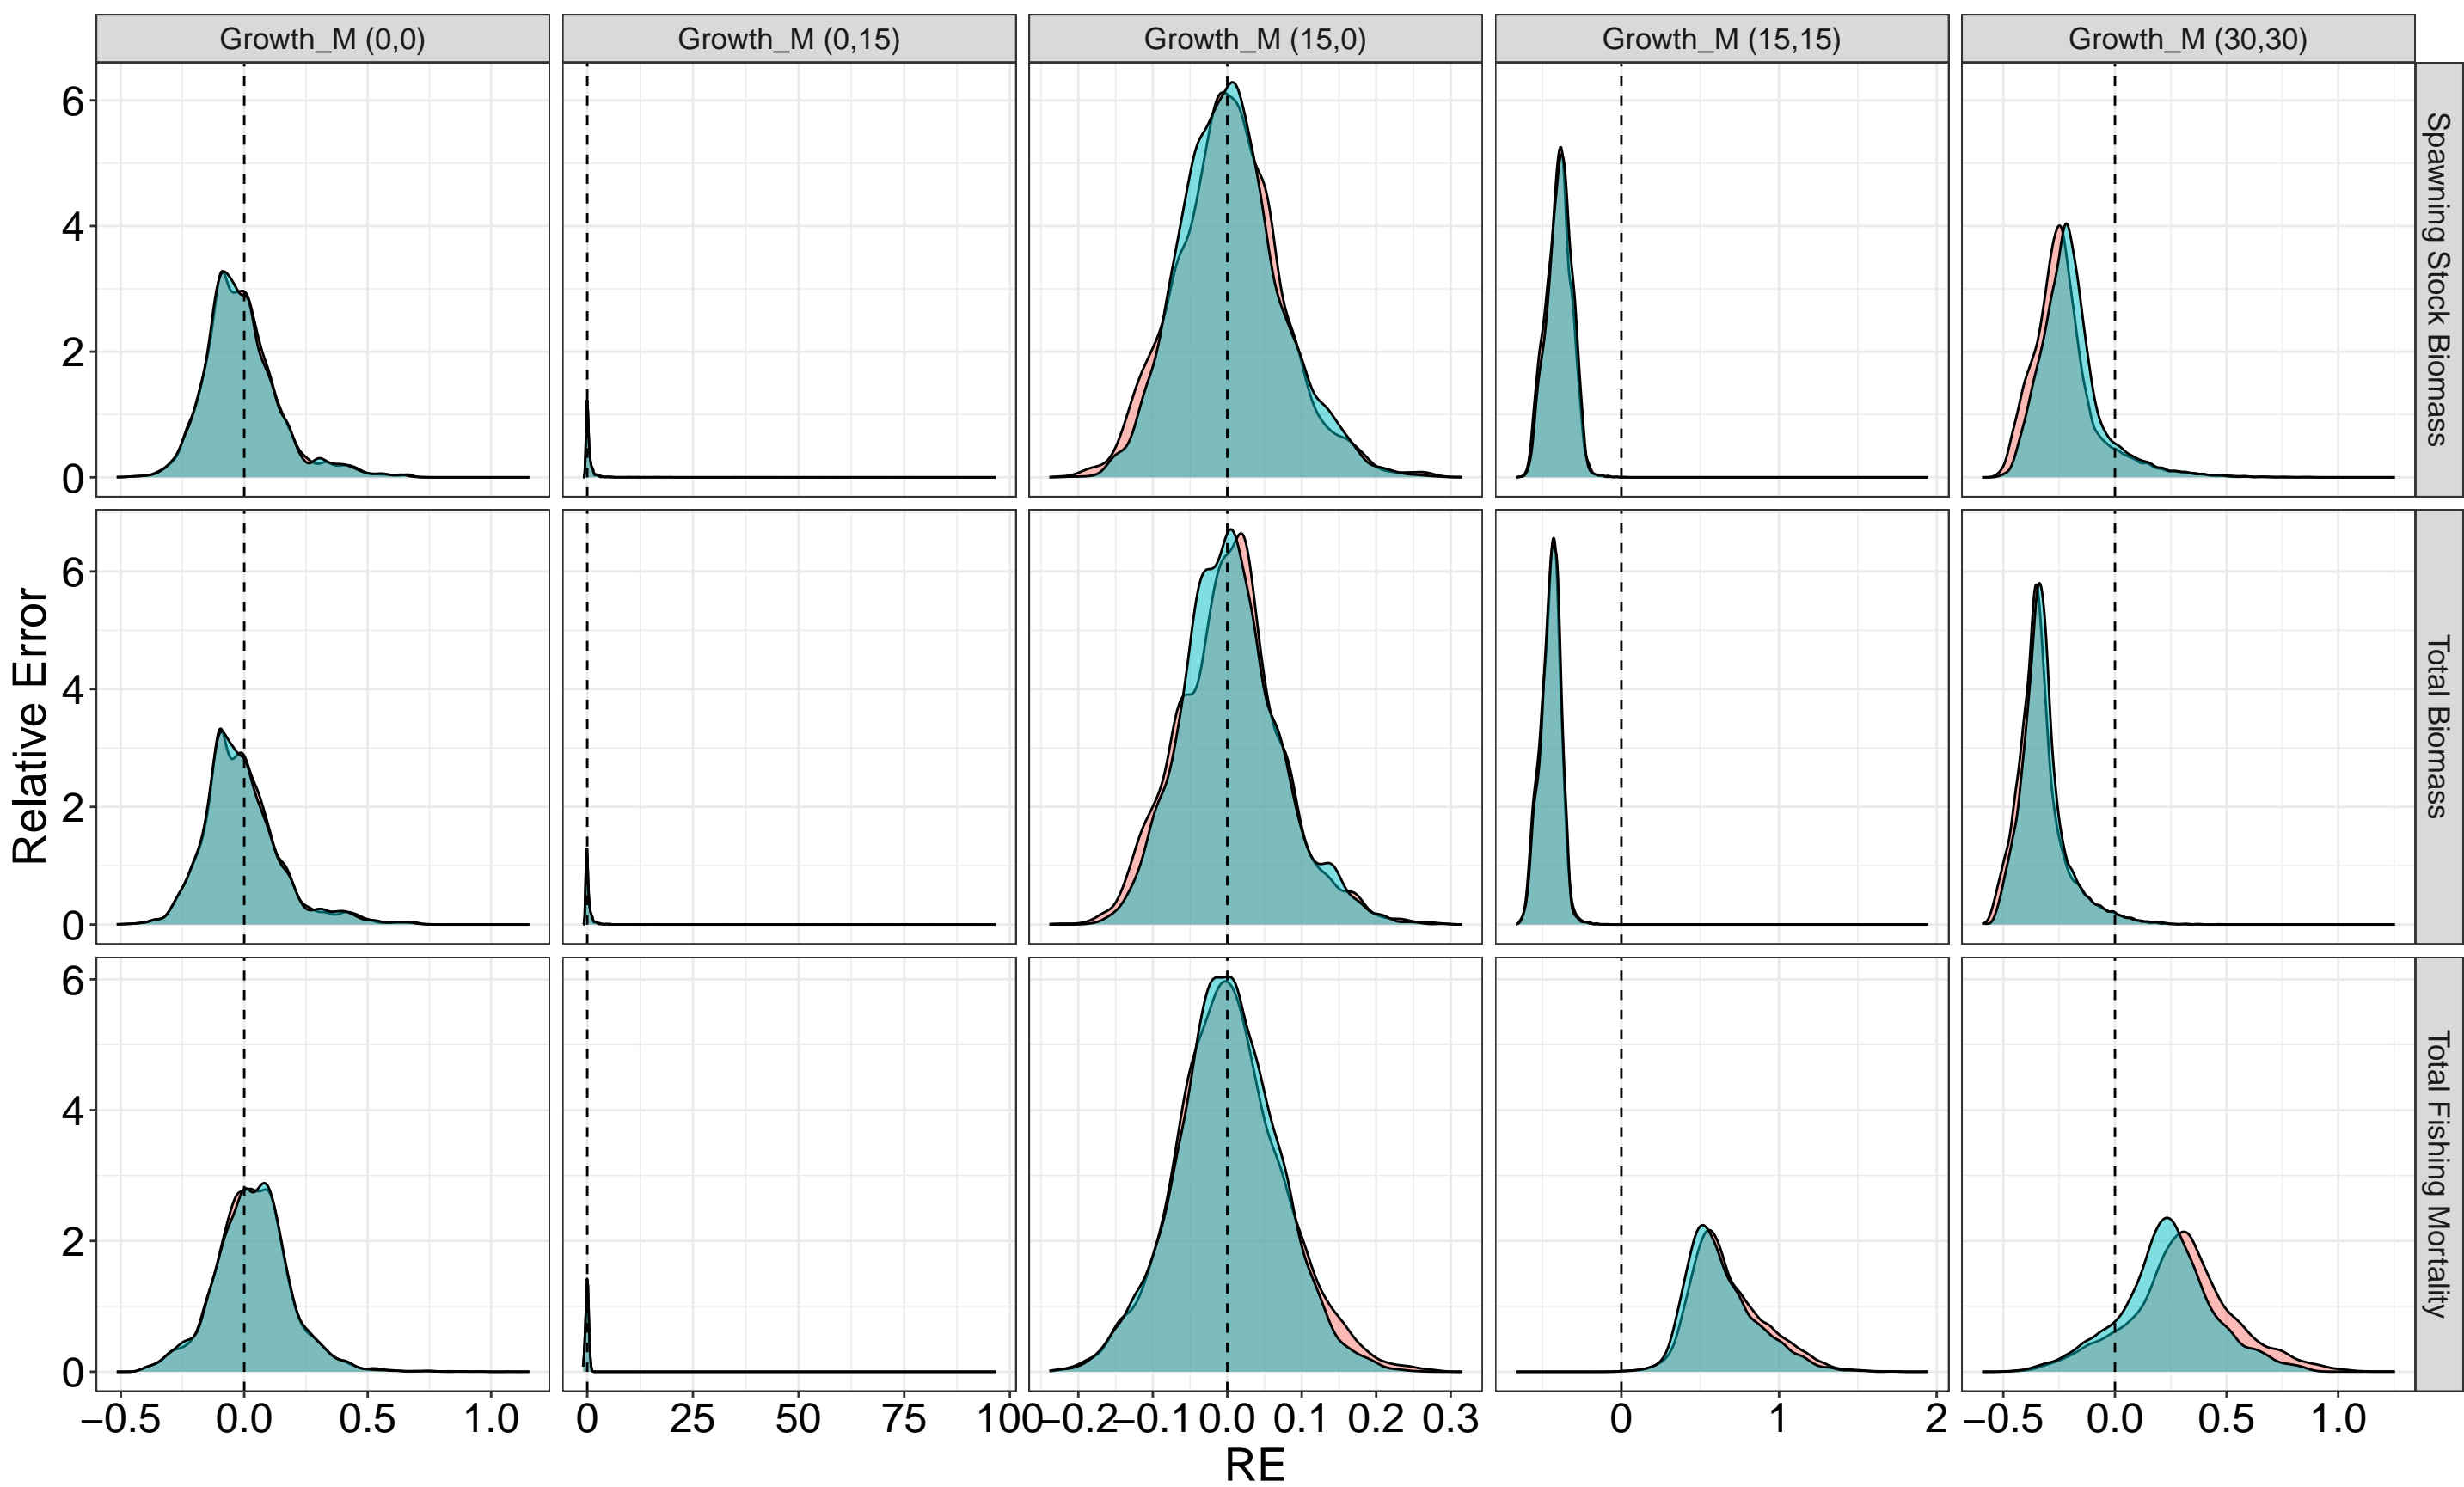 Growth_M (0,0)
Growth_M (0,15)
Growth_M (15,0)
Growth_M (15,15)
Growth_M (30,30)
6
4
2
0
Spawning Stock Biomass
6
4
2
0
Total Biomass
6
4
2
0
Total Fishing Mortality
Relative Error
−0.5 0.0 0.5 1.0
0 25 50 75 100
−0.2 −0.1 0.0 0.1 0.2 0.3
0 1 2
−0.5 0.0 0.5 1.0
RE